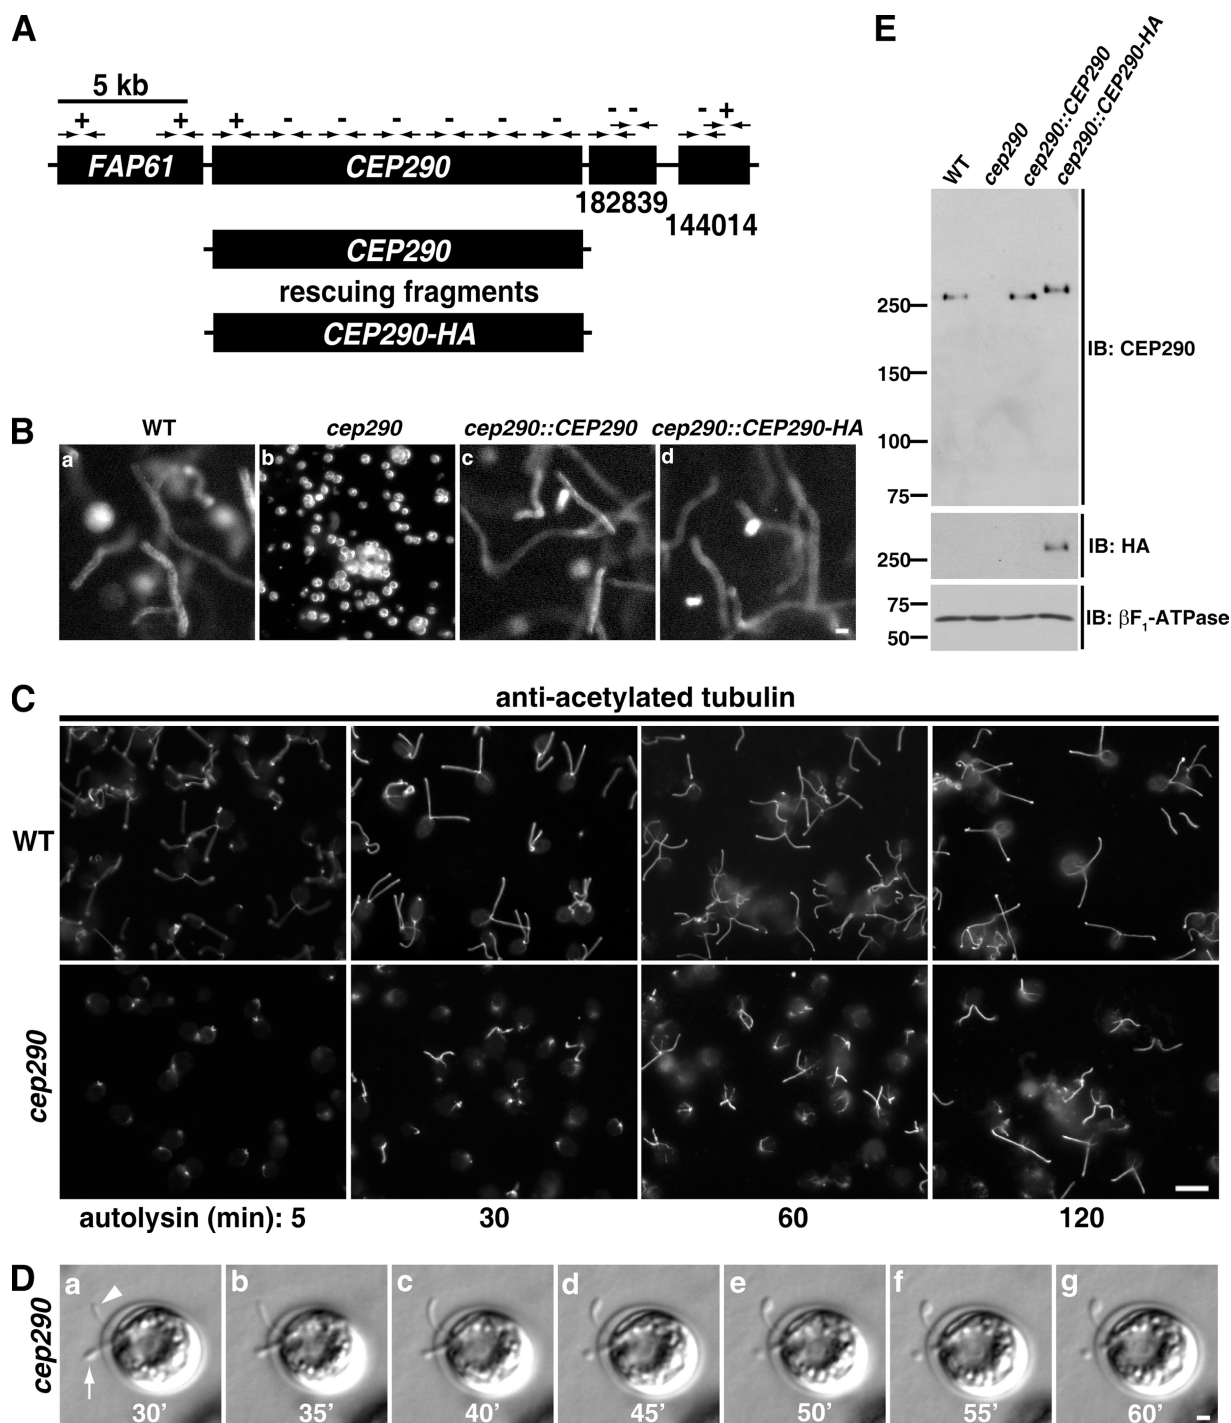 A
5 kb
+ + + - - - - - - - - - +
FAP61 CEP290
182839
144014
CEP290
rescuing fragments
CEP290-HA
B
WT cep290 cep290::CEP290 cep290::CEP290-HA
a b c d
C
anti-acetylated tubulin
WT
cep290
autolysin (min): 5 30 60 120
D
cep290
a b c d e f g
30’ 35’ 40’ 45’ 50’ 55’ 60’
E
WT
cep290
cep290::CEP290
cep290::CEP290-HA
250
150
100
75
IB: CEP290
250
IB: HA
75
50
IB: βF1-ATPase